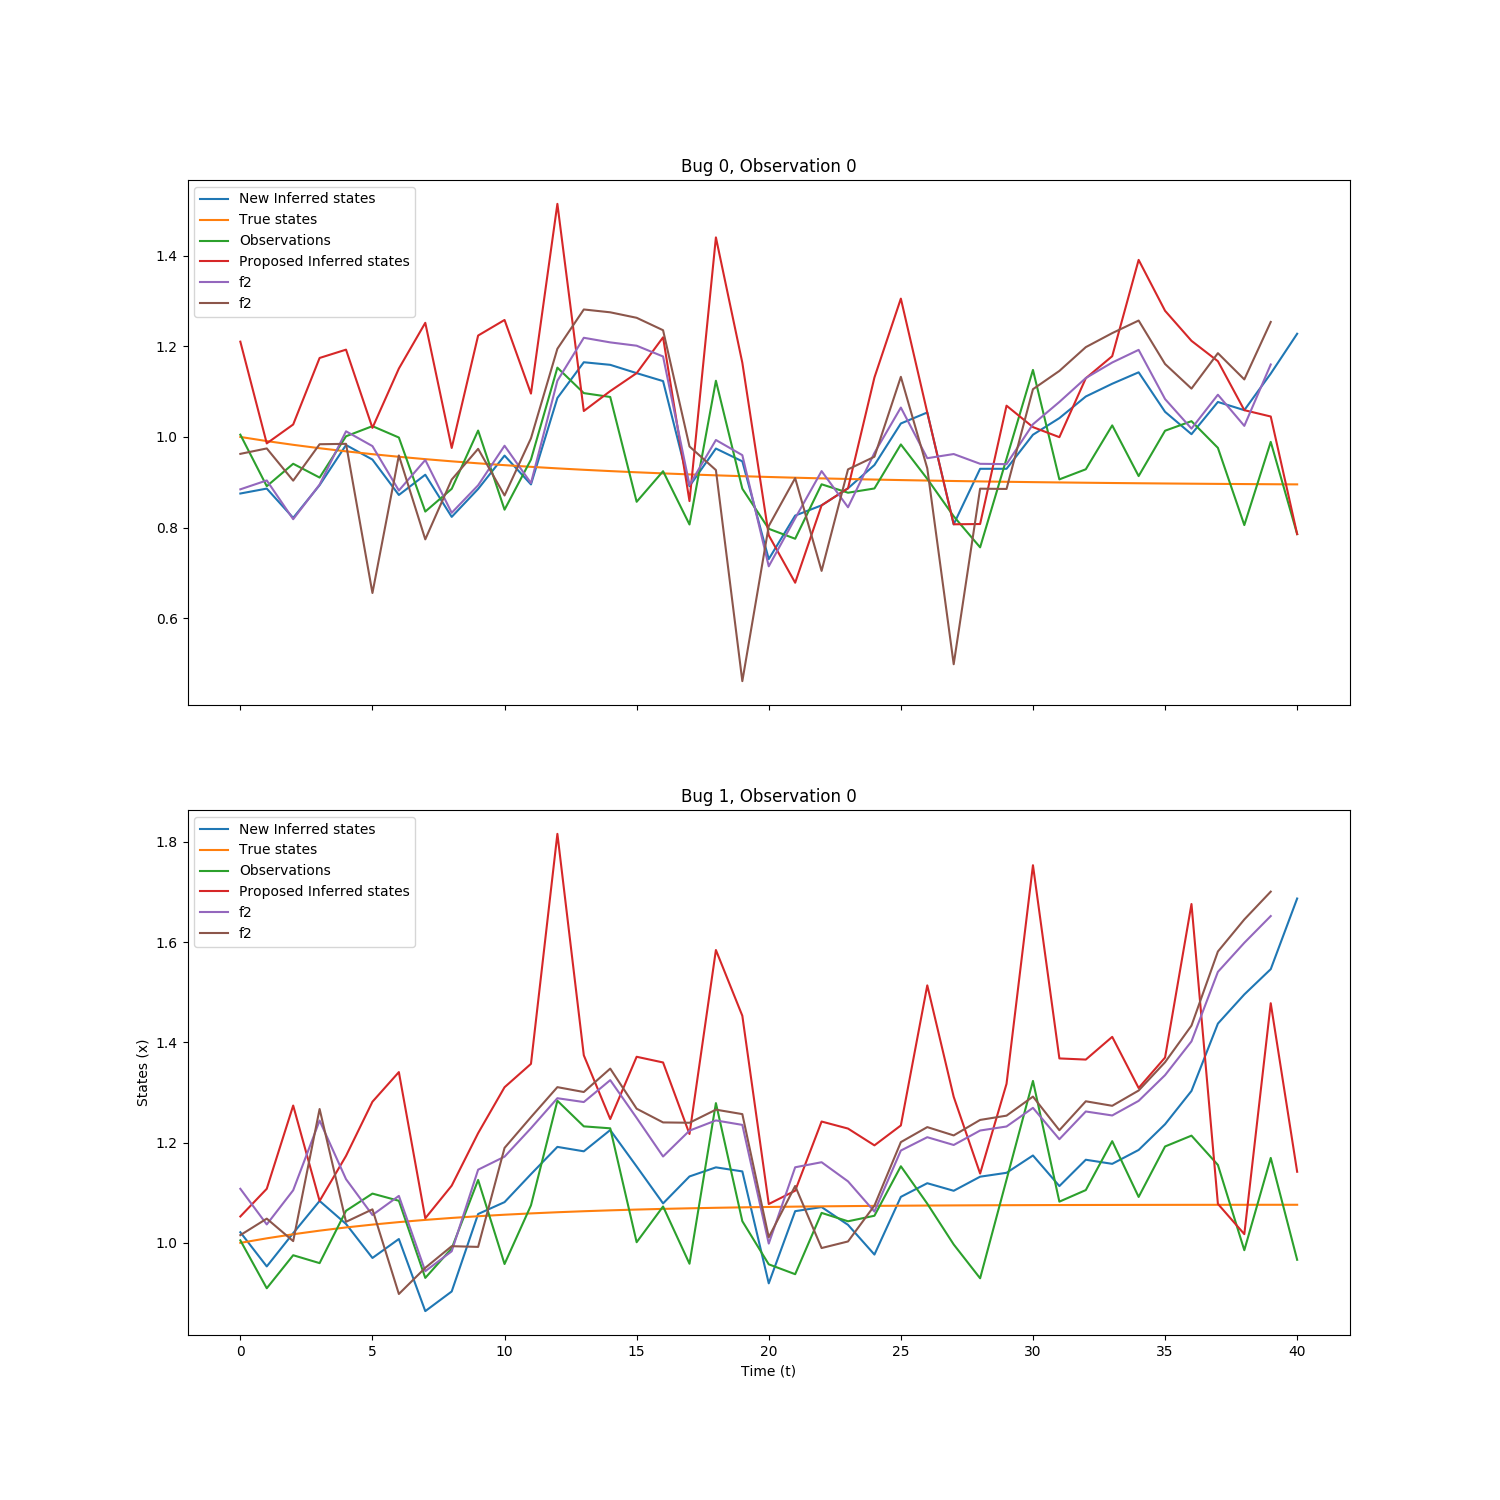 Bug 0, Observation 0
New Inferred states
True states
Observations
Proposed Inferred states
f2
f2
1.4
1.2
1.0
0.8
0.6
Bug 1, Observation 0
New Inferred states
True states
Observations
Proposed Inferred states
f2
f2
1.8
1.6
1.4
1.2
1.0
States (x)
0 5 10 15 20 25 30 35 40
Time (t)